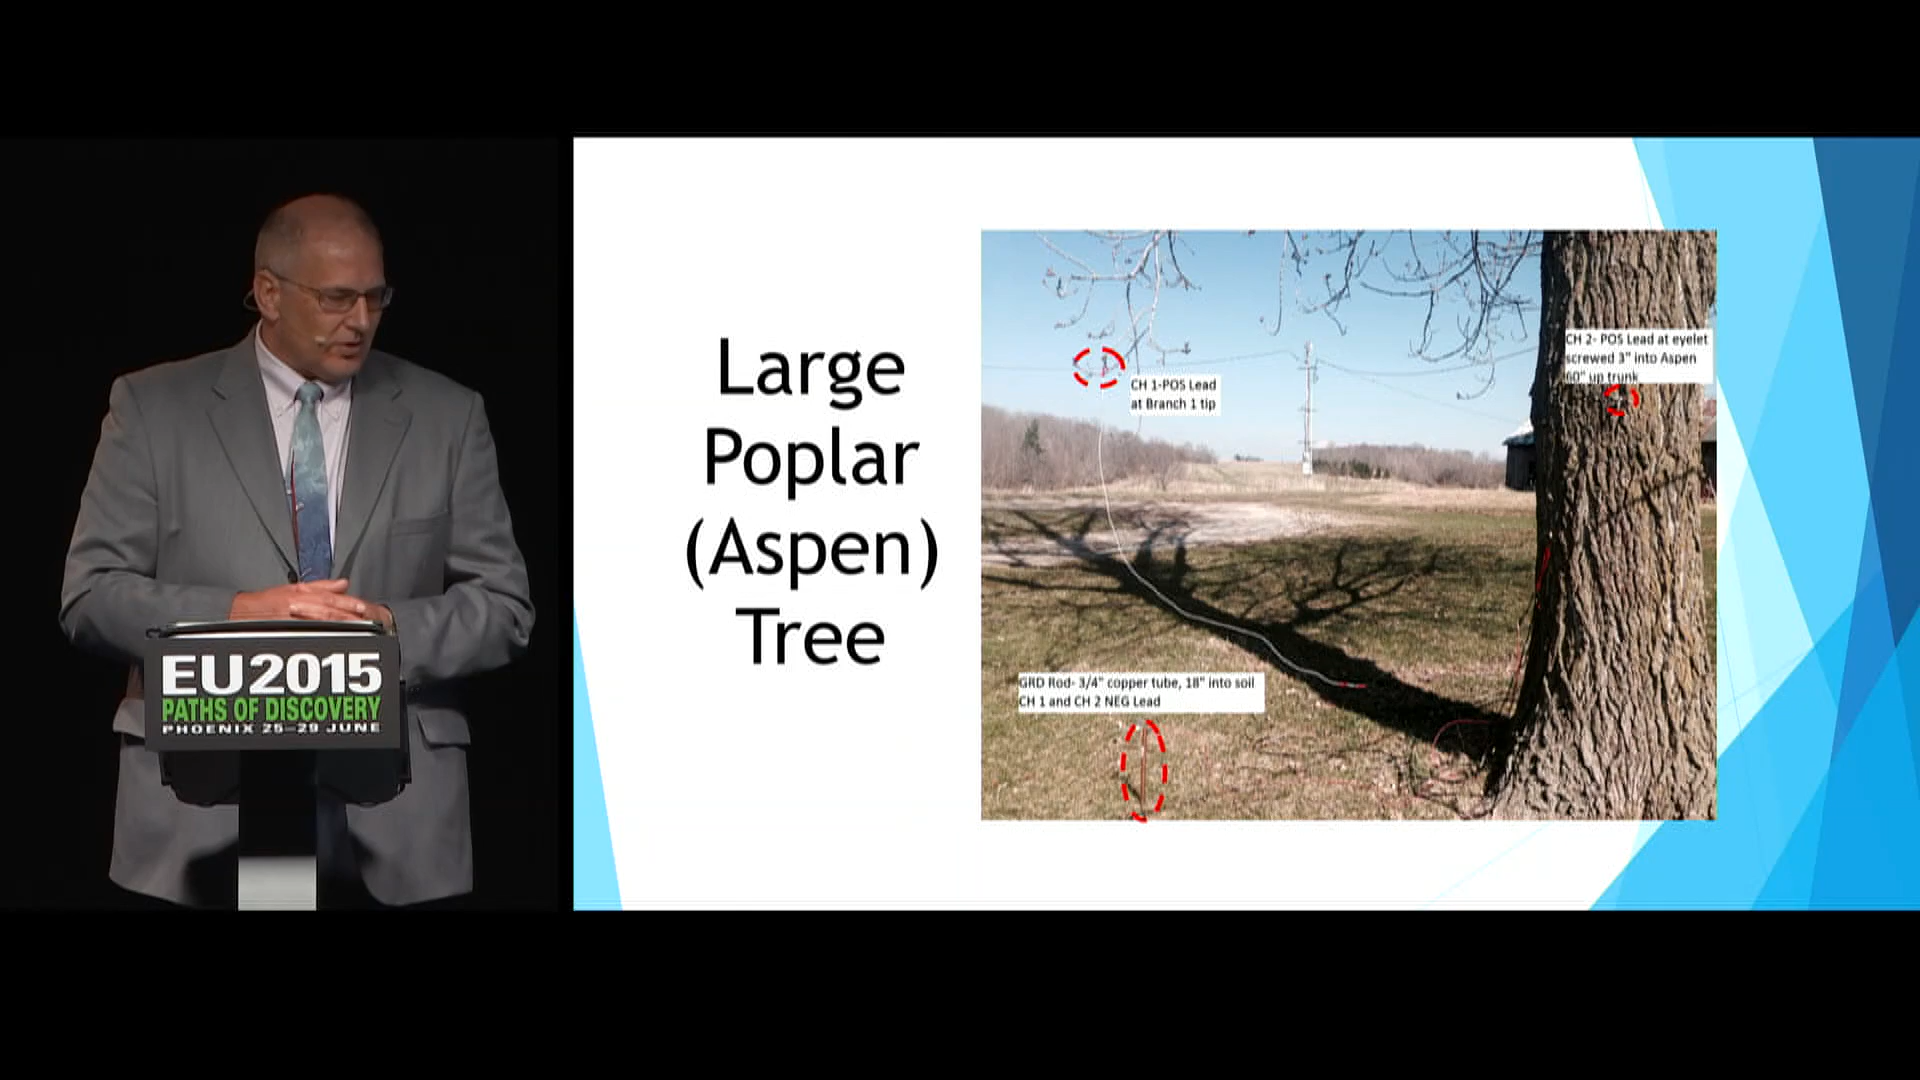 Large
Poplar
(Aspen)
Tree
CH 1-POS Lead
at Branch 1 tip
CH 2- POS Lead at eyelet
screwed 3" into Aspen
60" up trunk
GRD Rod- 3/4" copper tube, 18" into soil
CH 1 and CH 2 NEG Lead
EU2015
PATHS OF DISCOVERY
PHOENIX 25-29 JUNE